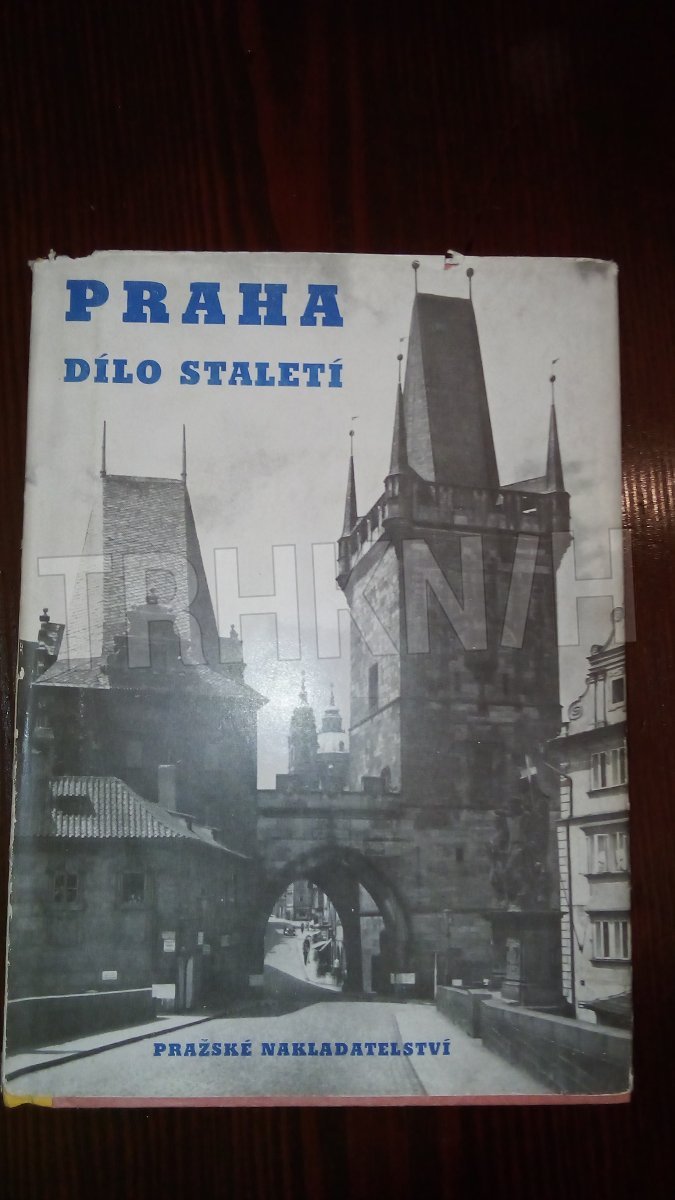 PRAHA
DÍLO STALETÍ
TRHKNIH
PRAŽSKÉ NAKLADATELSTVÍ